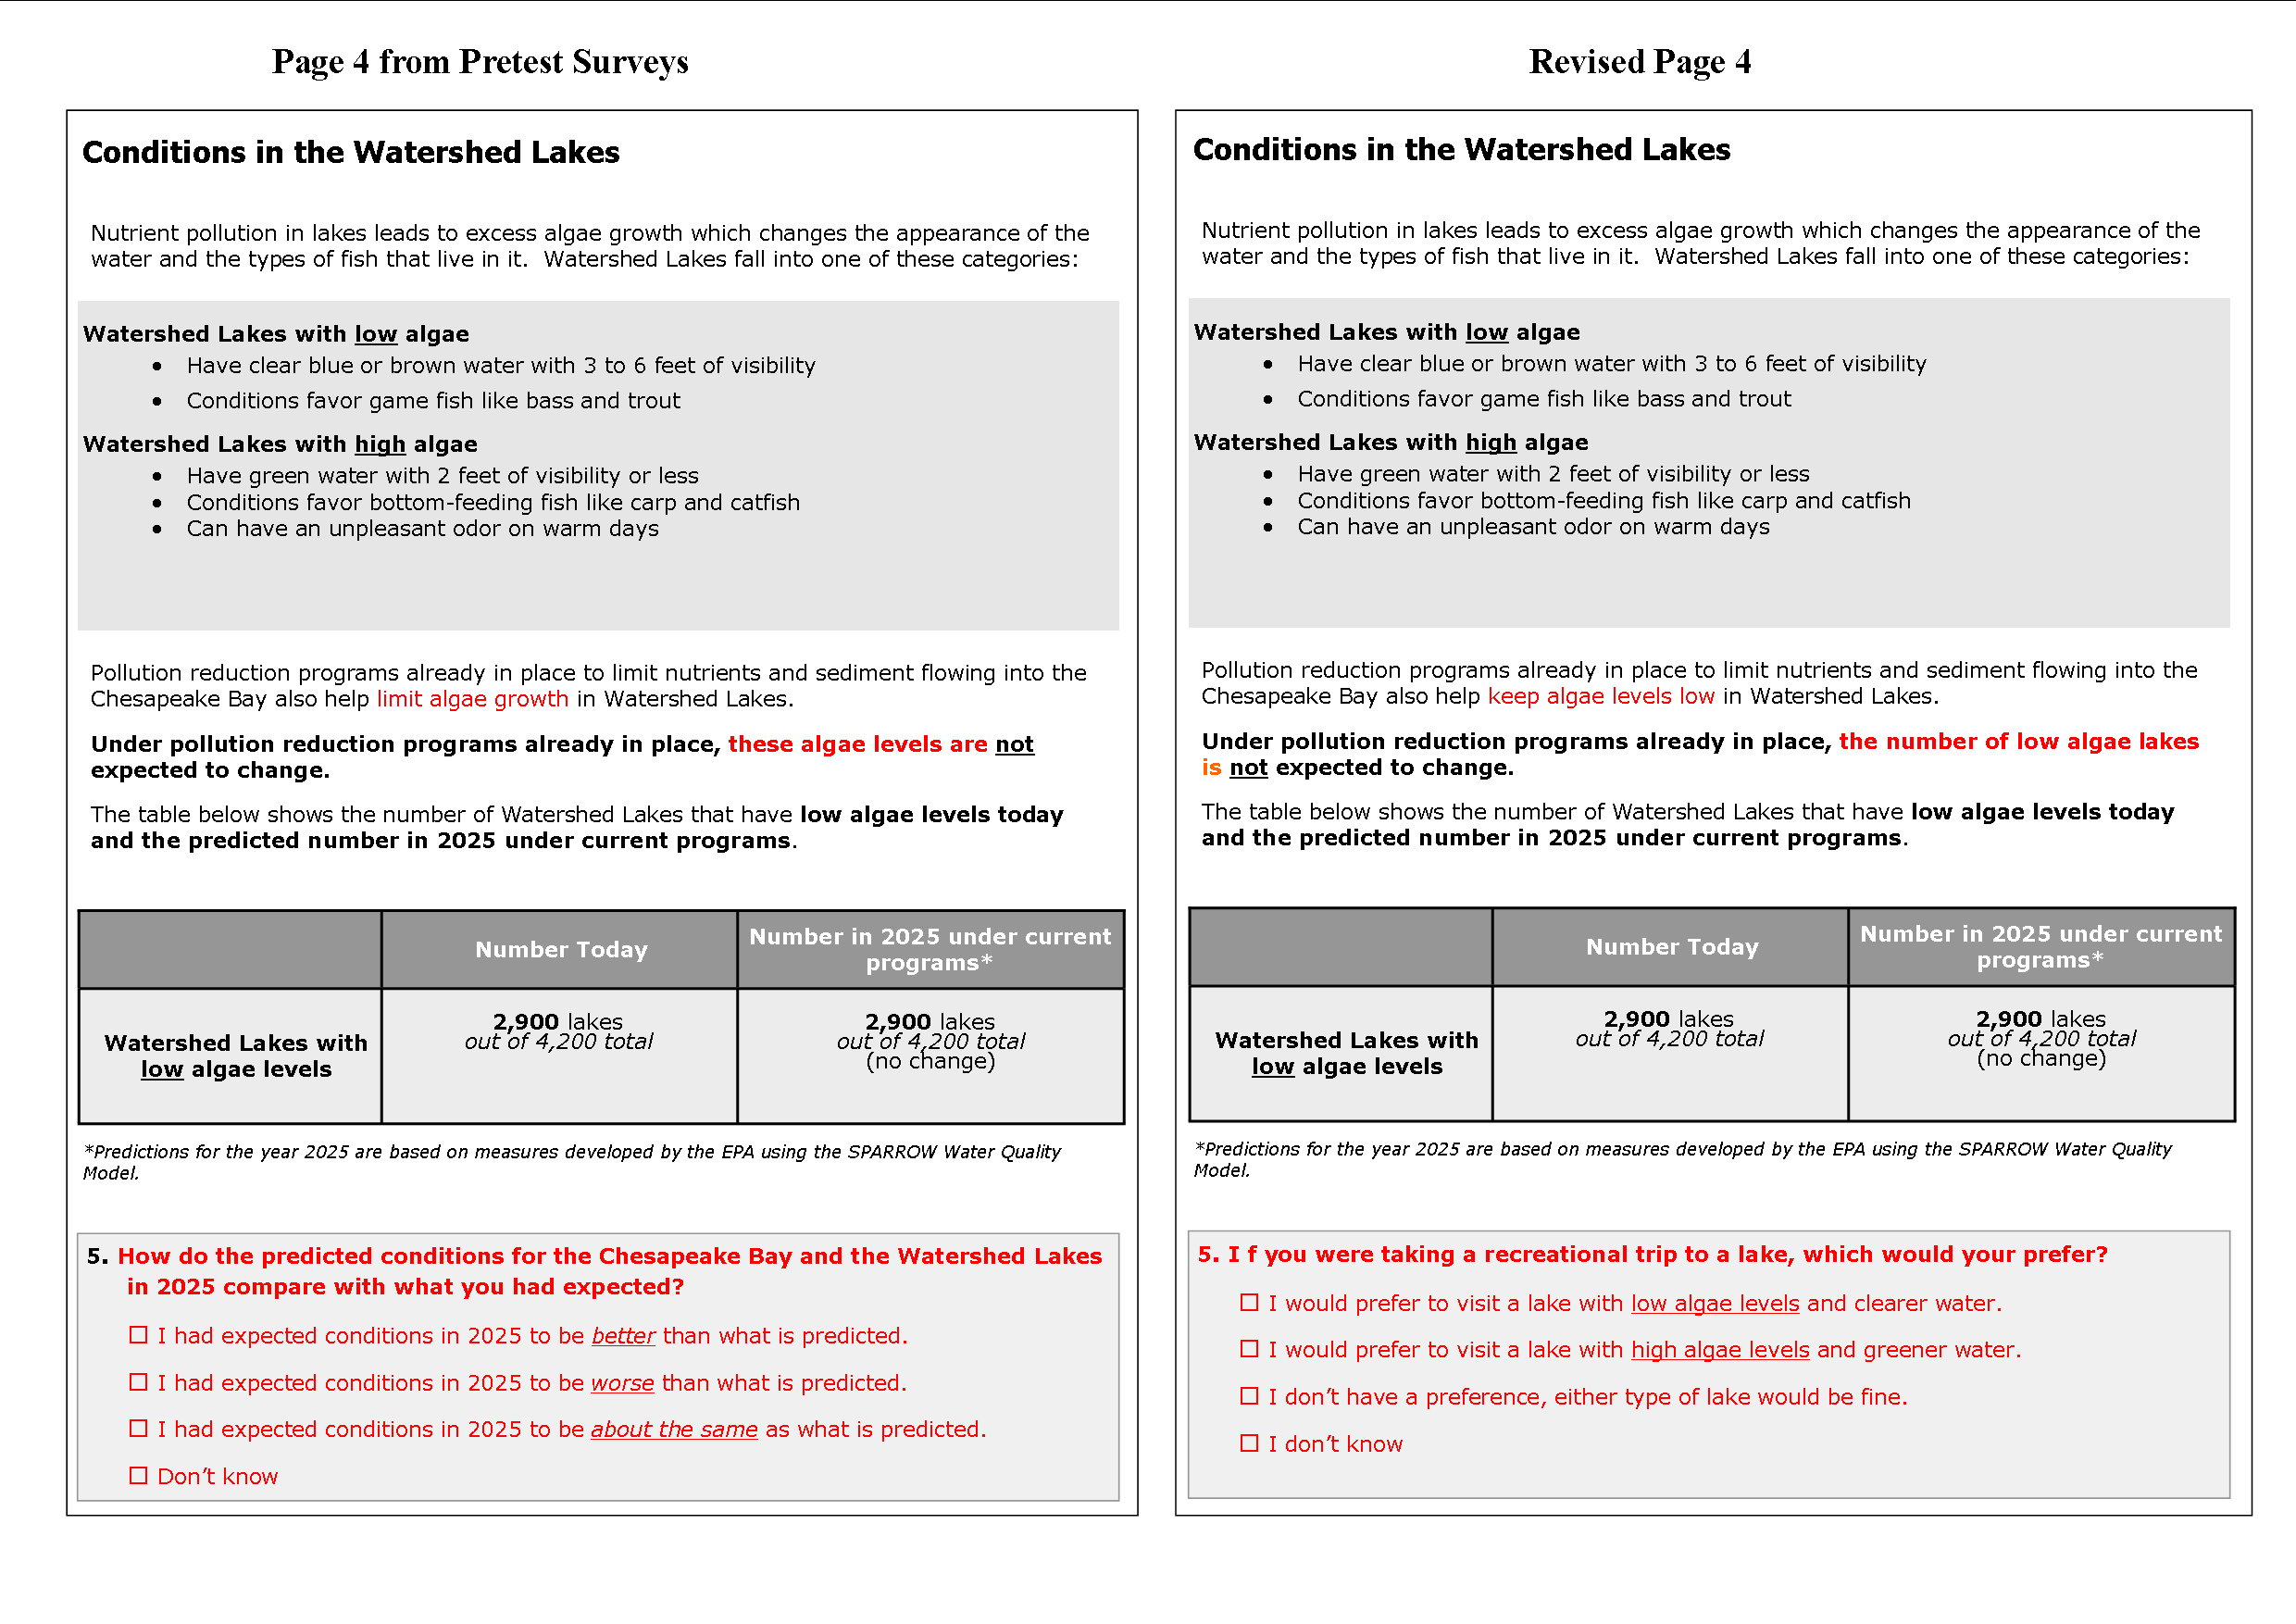 Page 4 from Pretest Surveys
Conditions in the Watershed Lakes
Nutrient pollution in lakes leads to excess algae growth which changes the appearance of the
water and the types of fish that live in it.  Watershed Lakes fall into one of these categories:
Watershed Lakes with low algae
• Have clear blue or brown water with 3 to 6 feet of visibility
• Conditions favor game fish like bass and trout
Watershed Lakes with high algae
• Have green water with 2 feet of visibility or less
• Conditions favor bottom-feeding fish like carp and catfish
• Can have an unpleasant odor on warm days
Pollution reduction programs already in place to limit nutrients and sediment flowing into the
Chesapeake Bay also help limit algae growth in Watershed Lakes.
Under pollution reduction programs already in place, these algae levels are not
expected to change.
The table below shows the number of Watershed Lakes that have low algae levels today
and the predicted number in 2025 under current programs.
Number Today
Number in 2025 under current
programs*
Watershed Lakes with
low algae levels
2,900 lakes
out of 4,200 total
2,900 lakes
out of 4,200 total
(no change)
*Predictions for the year 2025 are based on measures developed by the EPA using the SPARROW Water Quality
Model.
5. How do the predicted conditions for the Chesapeake Bay and the Watershed Lakes
in 2025 compare with what you had expected?
☐ I had expected conditions in 2025 to be better than what is predicted.
☐ I had expected conditions in 2025 to be worse than what is predicted.
☐ I had expected conditions in 2025 to be about the same as what is predicted.
☐ Don't know
Revised Page 4
Conditions in the Watershed Lakes
Nutrient pollution in lakes leads to excess algae growth which changes the appearance of the
water and the types of fish that live in it.  Watershed Lakes fall into one of these categories:
Watershed Lakes with low algae
• Have clear blue or brown water with 3 to 6 feet of visibility
• Conditions favor game fish like bass and trout
Watershed Lakes with high algae
• Have green water with 2 feet of visibility or less
• Conditions favor bottom-feeding fish like carp and catfish
• Can have an unpleasant odor on warm days
Pollution reduction programs already in place to limit nutrients and sediment flowing into the
Chesapeake Bay also help keep algae levels low in Watershed Lakes.
Under pollution reduction programs already in place, the number of low algae lakes
is not expected to change.
The table below shows the number of Watershed Lakes that have low algae levels today
and the predicted number in 2025 under current programs.
Number Today
Number in 2025 under current
programs*
Watershed Lakes with
low algae levels
2,900 lakes
out of 4,200 total
2,900 lakes
out of 4,200 total
(no change)
*Predictions for the year 2025 are based on measures developed by the EPA using the SPARROW Water Quality
Model.
5. I f you were taking a recreational trip to a lake, which would your prefer?
☐ I would prefer to visit a lake with low algae levels and clearer water.
☐ I would prefer to visit a lake with high algae levels and greener water.
☐ I don't have a preference, either type of lake would be fine.
☐ I don't know